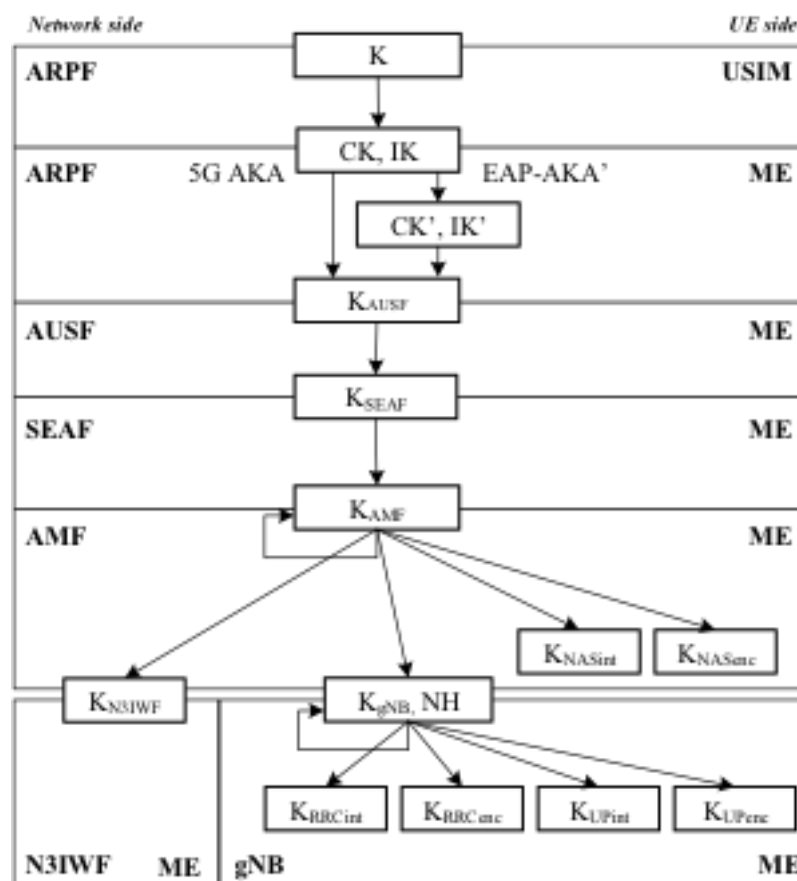 Network side UE side
K
ARPF USIM
CK, IK
ARPF 5G AKA EAP-AKA’ ME
CK’, IK’
KAUSF
AUSF ME
KSEAF
SEAF ME
KAMF
AMF ME
KNASint KNASenc
KN3IWF KgNB, NH
KRRCint KRRCenc KUPint KUPenc
N3IWF ME gNB ME